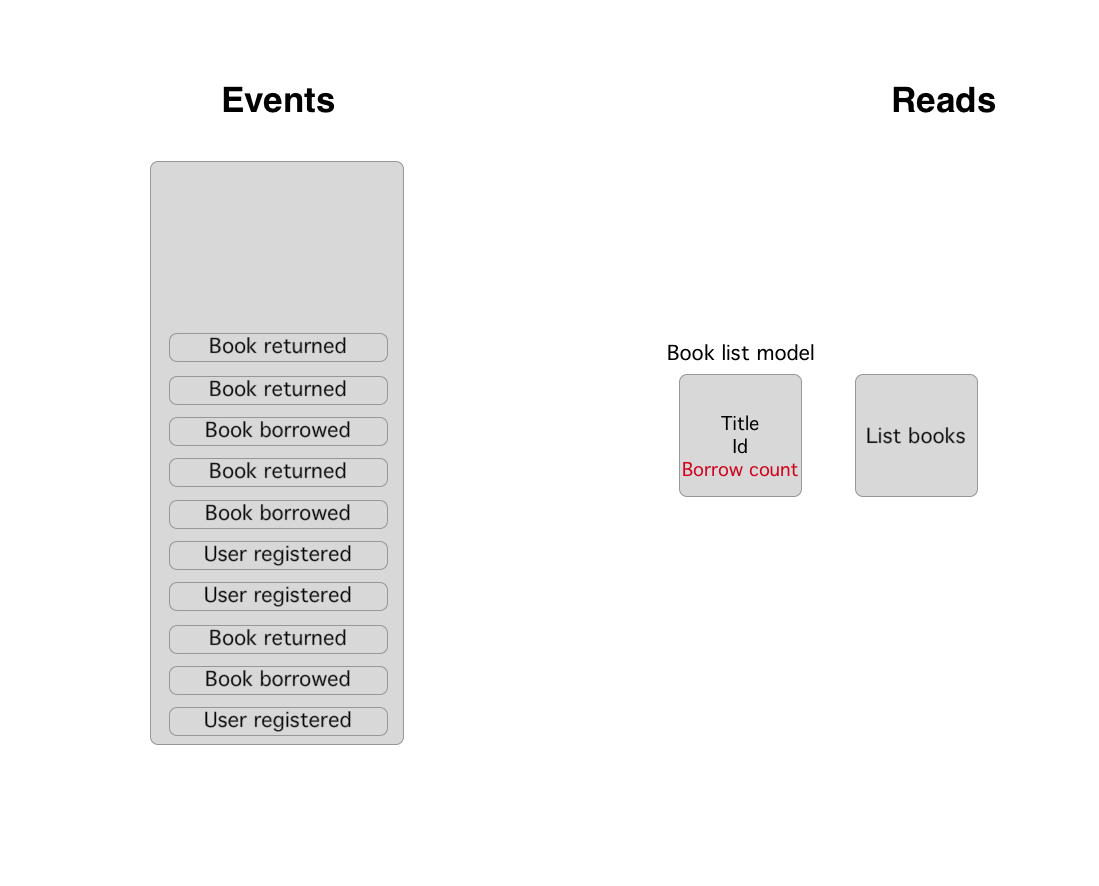 Events
Reads
Book returned
Book returned
Book borrowed
Book returned
Book borrowed
User registered
User registered
Book returned
Book borrowed
User registered
Book list model
Title
Id
Borrow count
List books